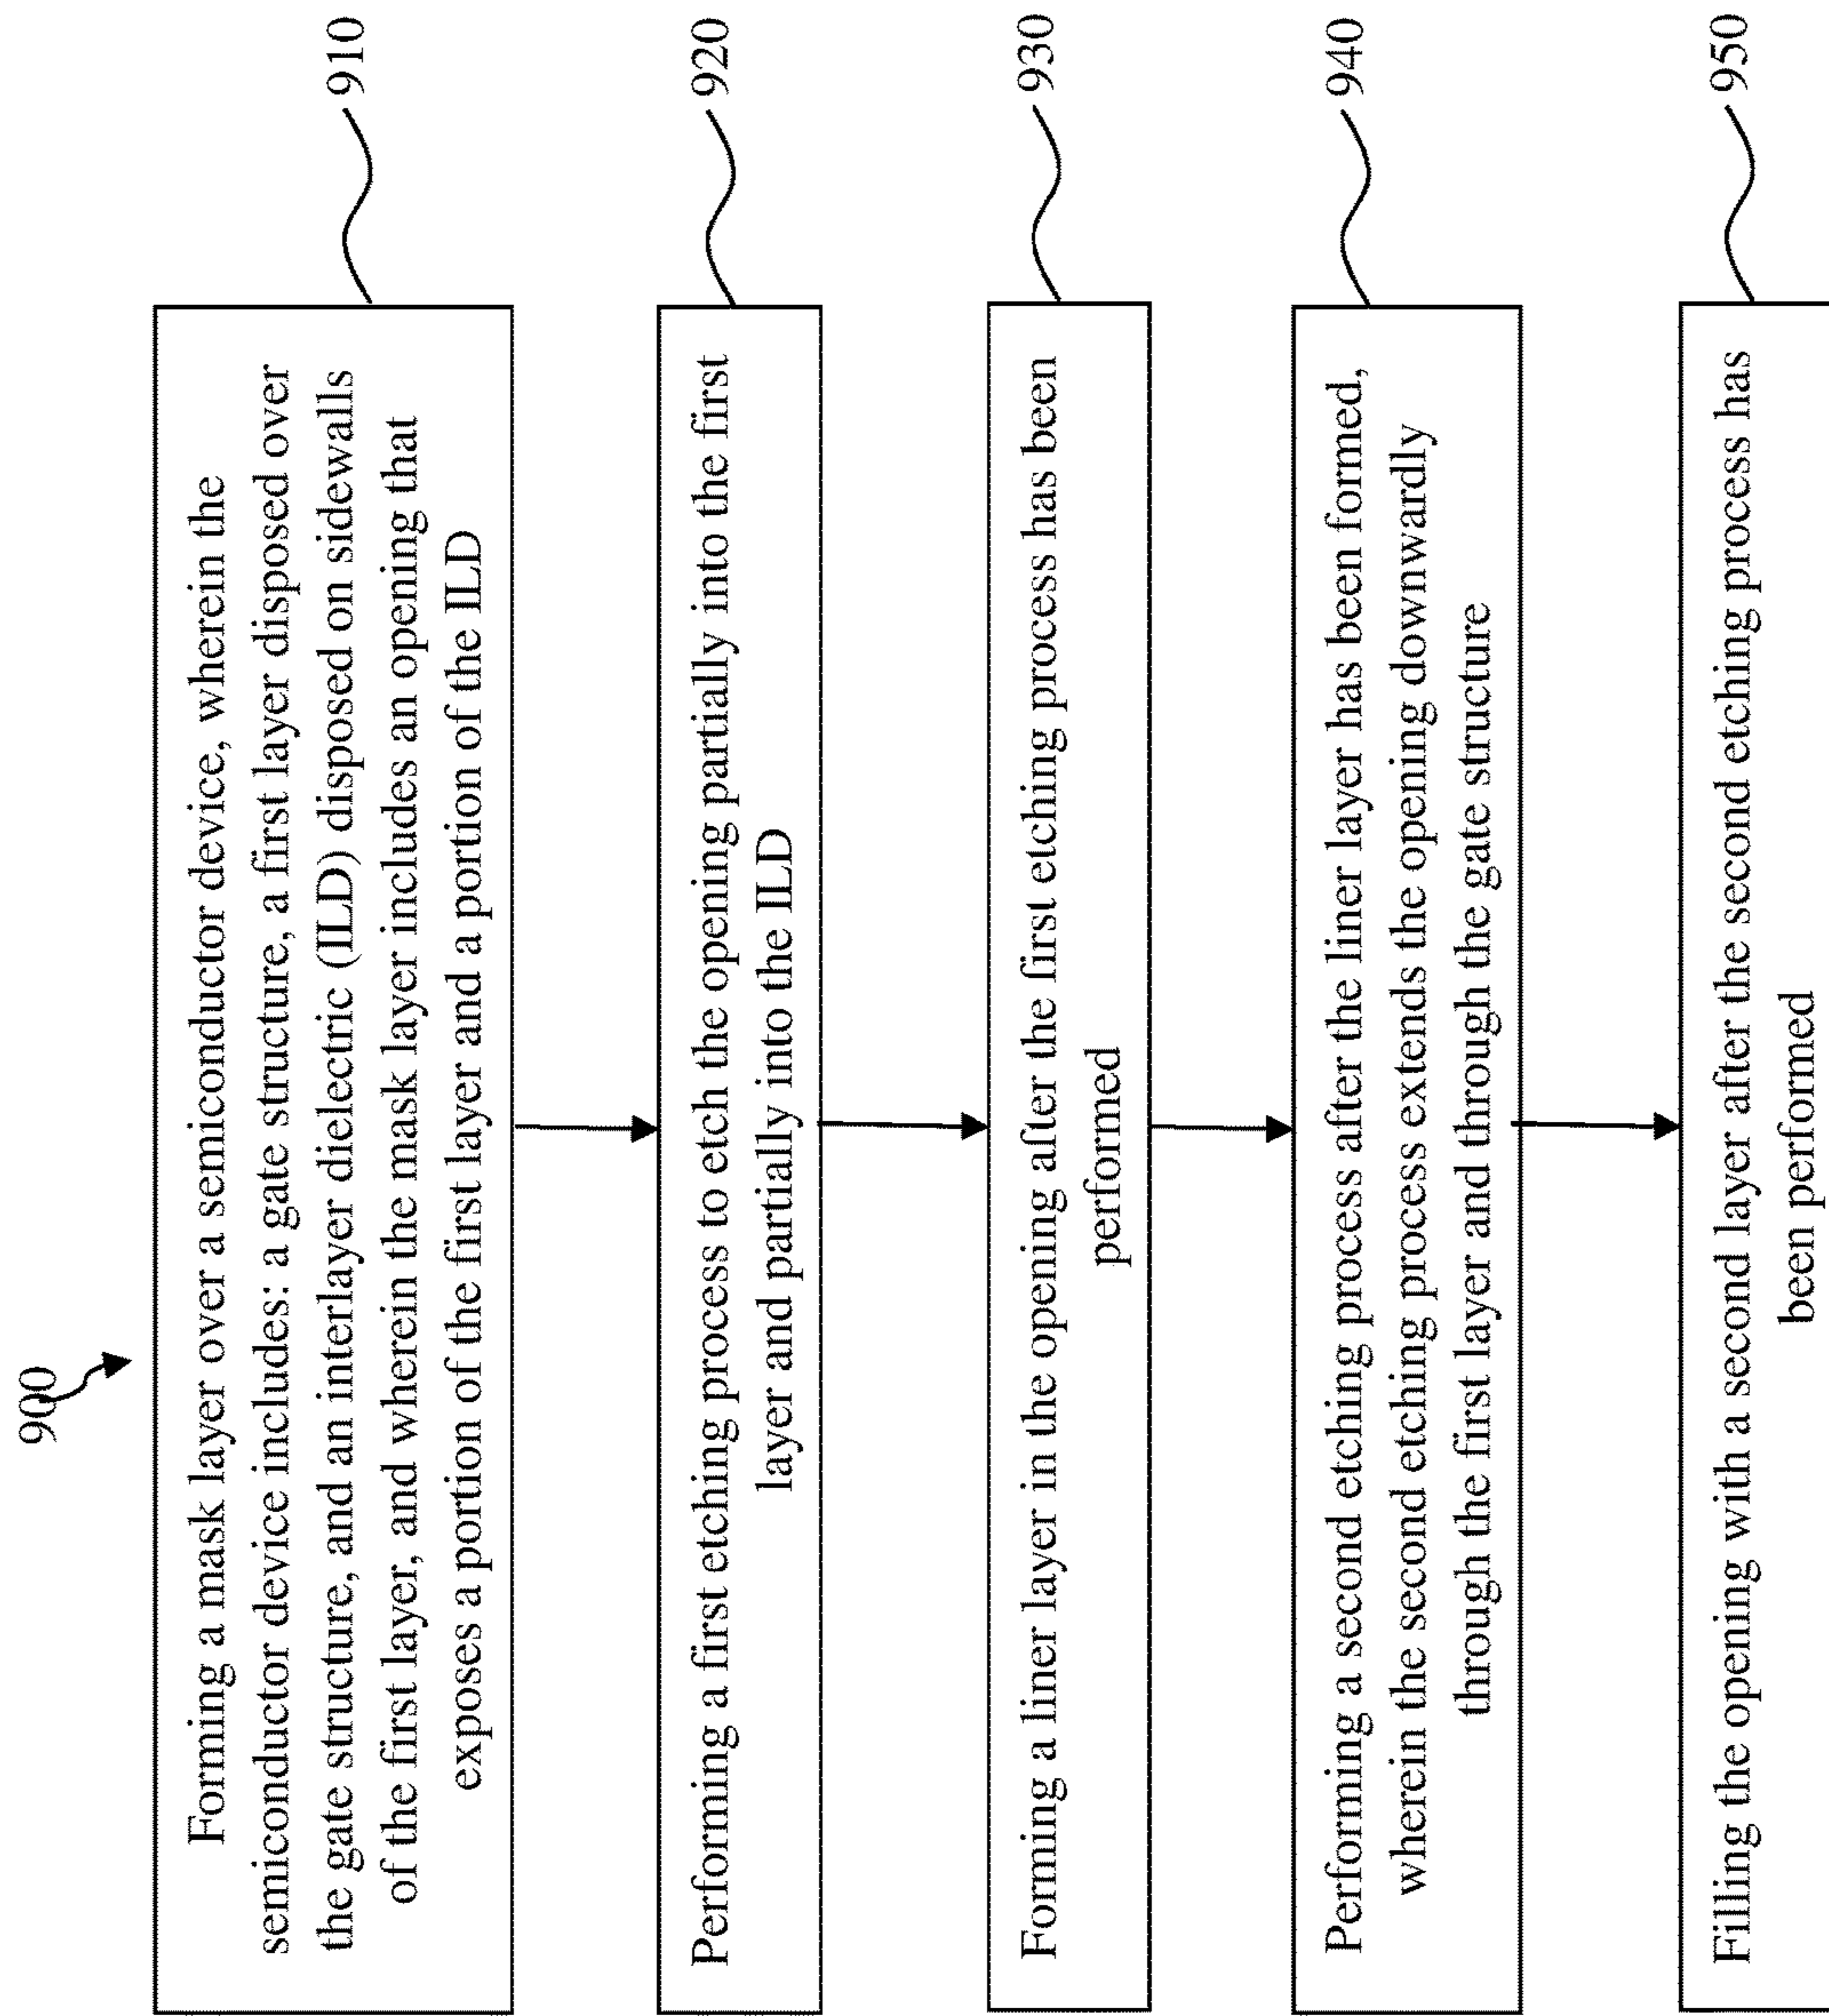 900
Forming a mask layer over a semiconductor device, wherein the
semiconductor device includes: a gate structure, a first layer disposed over
the gate structure, and an interlayer dielectric (ILD) disposed on sidewalls
of the first layer, and wherein the mask layer includes an opening that
exposes a portion of the first layer and a portion of the ILD
910
Performing a first etching process to etch the opening partially into the first
layer and partially into the ILD
920
Forming a liner layer in the opening after the first etching process has been
performed
930
Performing a second etching process after the liner layer has been formed,
wherein the second etching process extends the opening downwardly
through the first layer and through the gate structure
940
Filling the opening with a second layer after the second etching process has
been performed
950